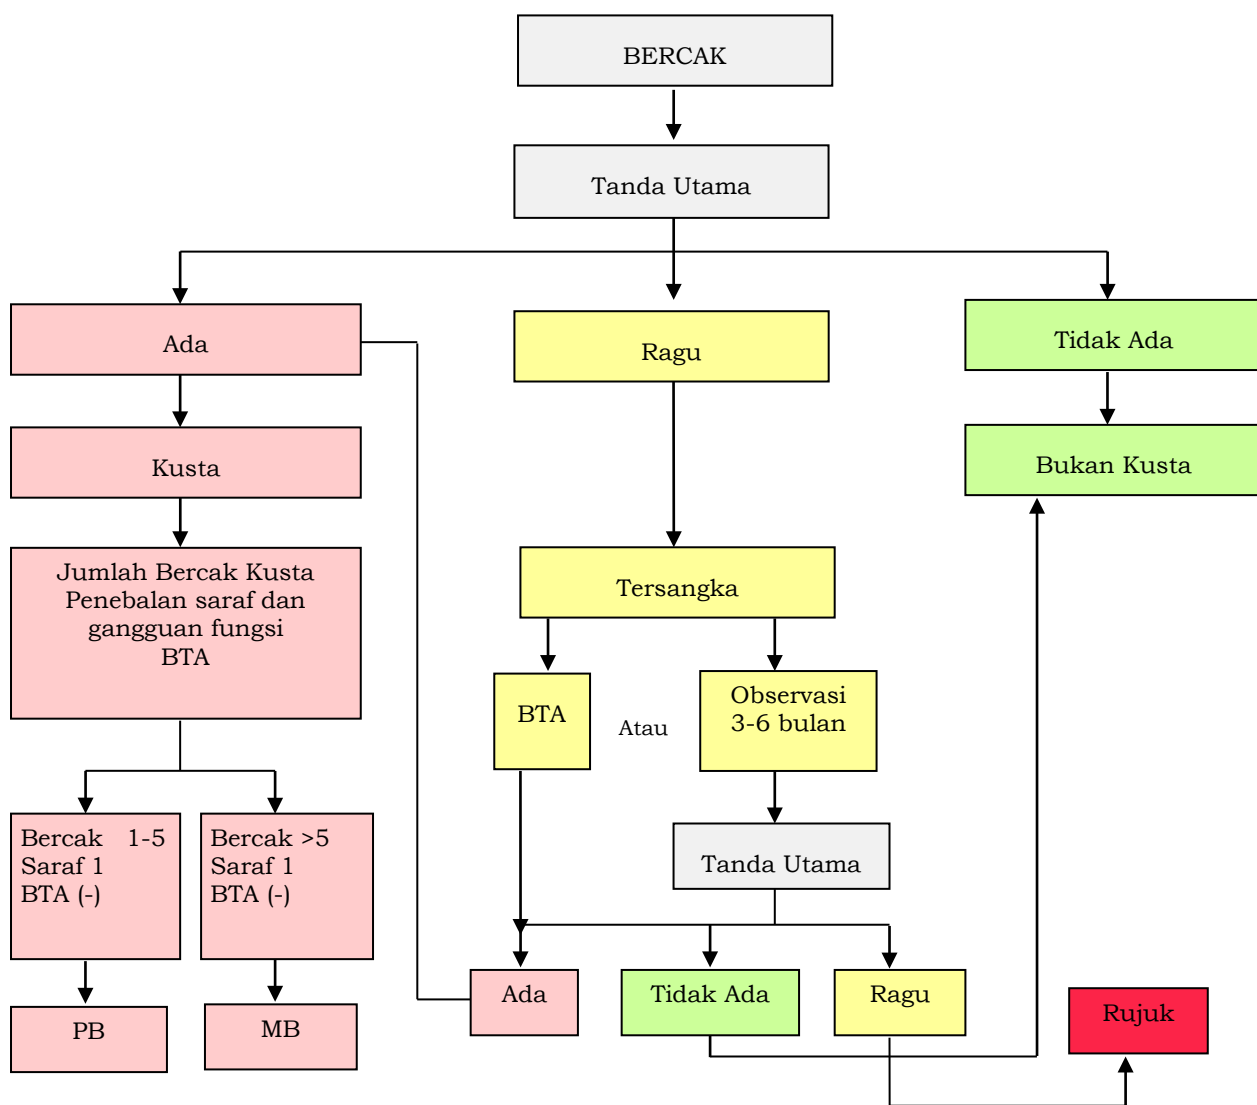 BERCAK
Tanda Utama
Ada
Ragu
Tidak Ada
Kusta
Bukan Kusta
Jumlah Bercak Kusta
Penebalan saraf dan
gangguan fungsi
BTA
Tersangka
BTA
Atau
Observasi
3-6 bulan
Bercak 1-5
Saraf 1
BTA (-)
Bercak >5
Saraf 1
BTA (-)
Tanda Utama
Ada
Tidak Ada
Ragu
Rujuk
PB
MB